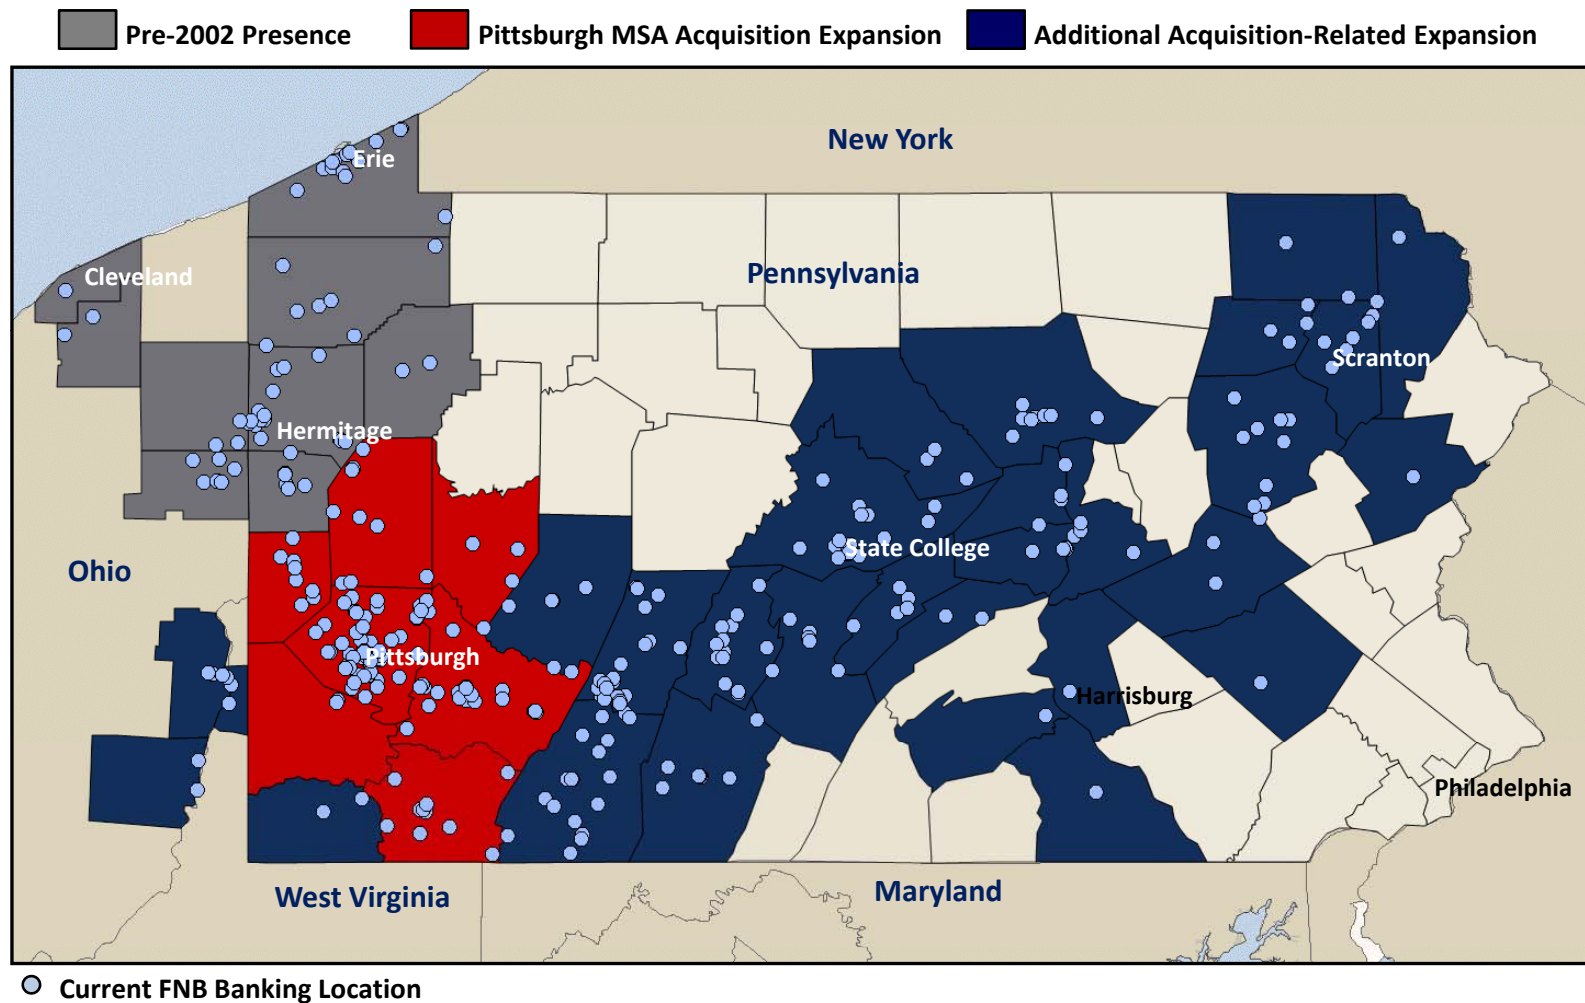 Pre-2002 Presence
Pittsburgh MSA Acquisition Expansion
Additional Acquisition-Related Expansion
New York
Erie
Pennsylvania
Cleveland
Scranton
Hermitage
State College
Ohio
Pittsburgh
Harrisburg
Philadelphia
West Virginia
Maryland
Current FNB Banking Location